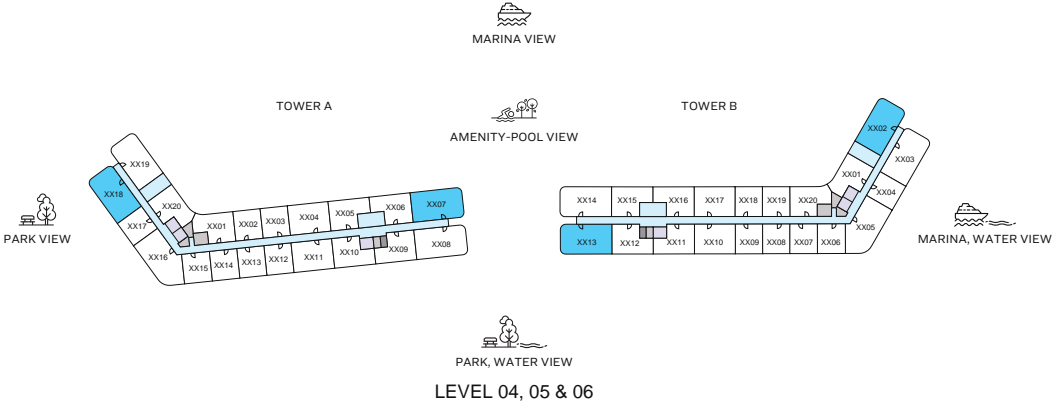 MARINA VIEW
TOWER A
TOWER B
AMENITY-POOL VIEW
XX19
XX18
XX20
XX17
XX16
XX01
XX02
XX03
XX04
XX05
XX06
XX07
XX15
XX14
XX13
XX12
XX11
XX10
XX09
XX08
XX02
XX03
XX01
XX04
XX05
XX14
XX15
XX16
XX17
XX18
XX19
XX20
XX13
XX12
XX11
XX10
XX09
XX08
XX07
XX06
PARK VIEW
MARINA, WATER VIEW
PARK, WATER VIEW
LEVEL 04, 05 & 06